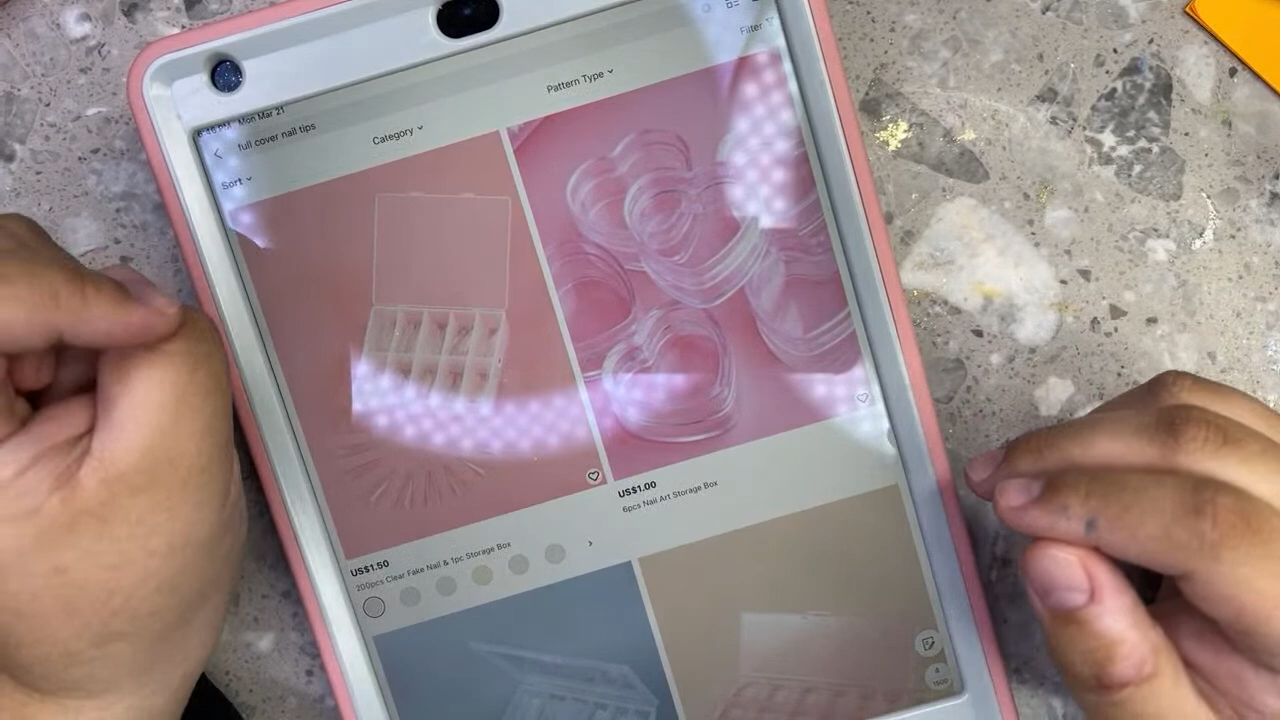 Mon Mar 21
full cover nail tips
Sort
Category
Pattern Type
Filter
US$1.50
200pcs Clear Fake Nail & 1pc Storage Box
US$1.00
6pcs Nail Art Storage Box